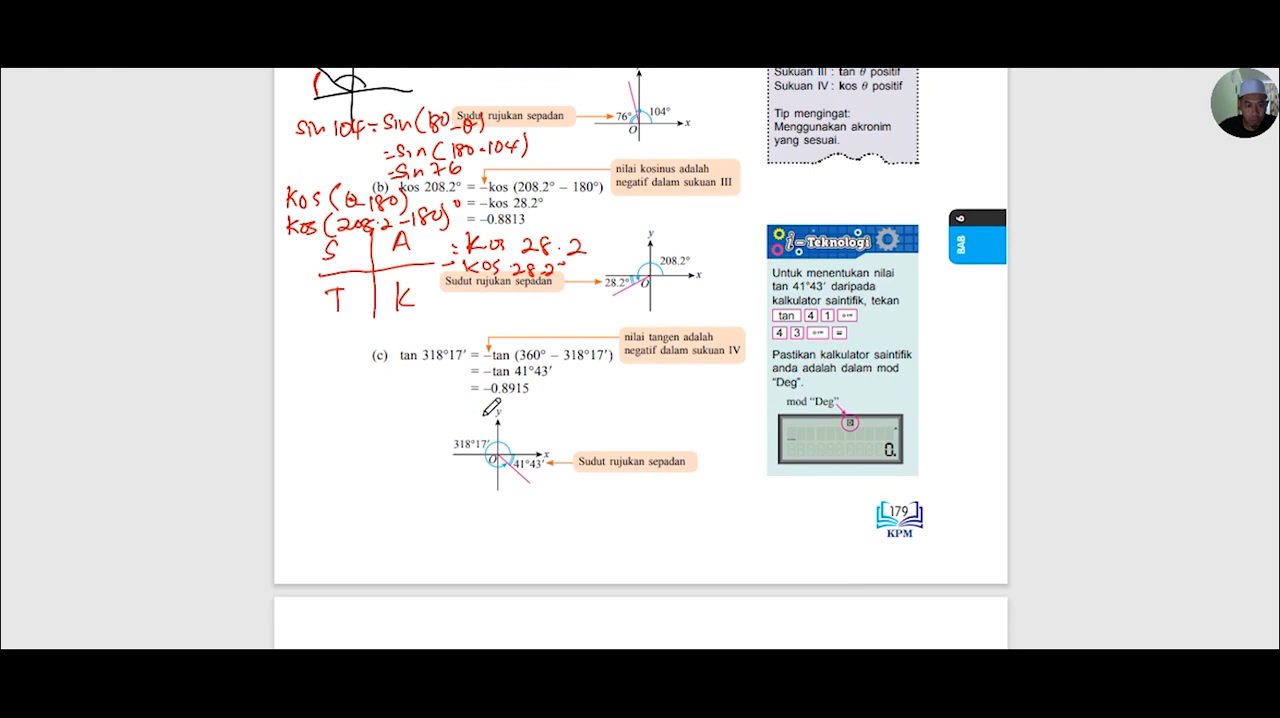 Sukuan III : tan θ positif
Sukuan IV : kos θ positif
Tip mengingat:
Menggunakan akronim
yang sesuai.
sin 104 = sin (180 - θ)
= sin (180 - 104)
= sin 76
Sudut rujukan sepadan
76°
104°
x
O
nilai kosinus adalah
negatif dalam sukuan III
(b) kos 208.2° = –kos (208.2° – 180°)
= –kos 28.2°
= –0.8813
kos (θ - 180)
kos (208.2 - 180)°
= kos 28.2
- kos 28.2°
S A
T K
Sudut rujukan sepadan
y
208.2°
x
28.2°
O
nilai tangen adalah
negatif dalam sukuan IV
(c) tan 318°17′ = –tan (360° – 318°17′)
= –tan 41°43′
= –0.8915
y
318°17′
x
O
41°43′
Sudut rujukan sepadan
BAB
6
i-Teknologi
Untuk menentukan nilai
tan 41°43′ daripada
kalkulator saintifik, tekan
tan 4 1 °′″
4 3 °′″ =
Pastikan kalkulator saintifik
anda adalah dalam mod
“Deg”.
mod “Deg”
D
0.
179
KPM